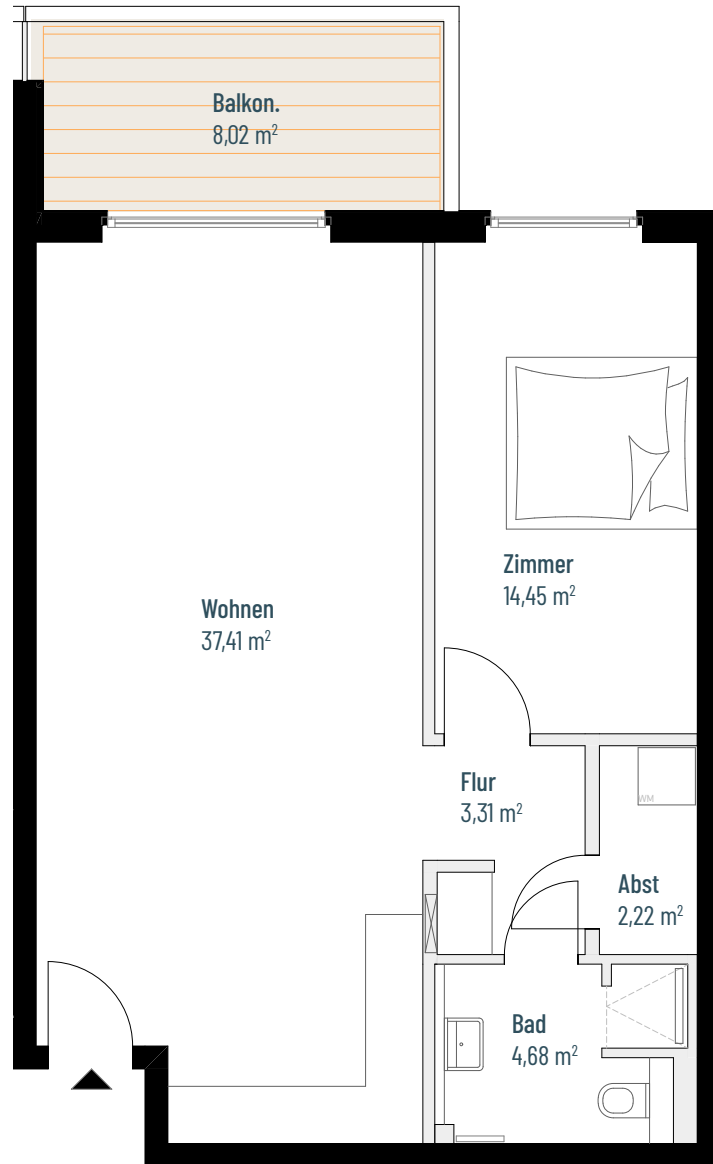 Balkon.
8,02 m²
Zimmer
14,45 m²
Wohnen
37,41 m²
Flur
3,31 m²
WM
Abst
2,22 m²
Bad
4,68 m²